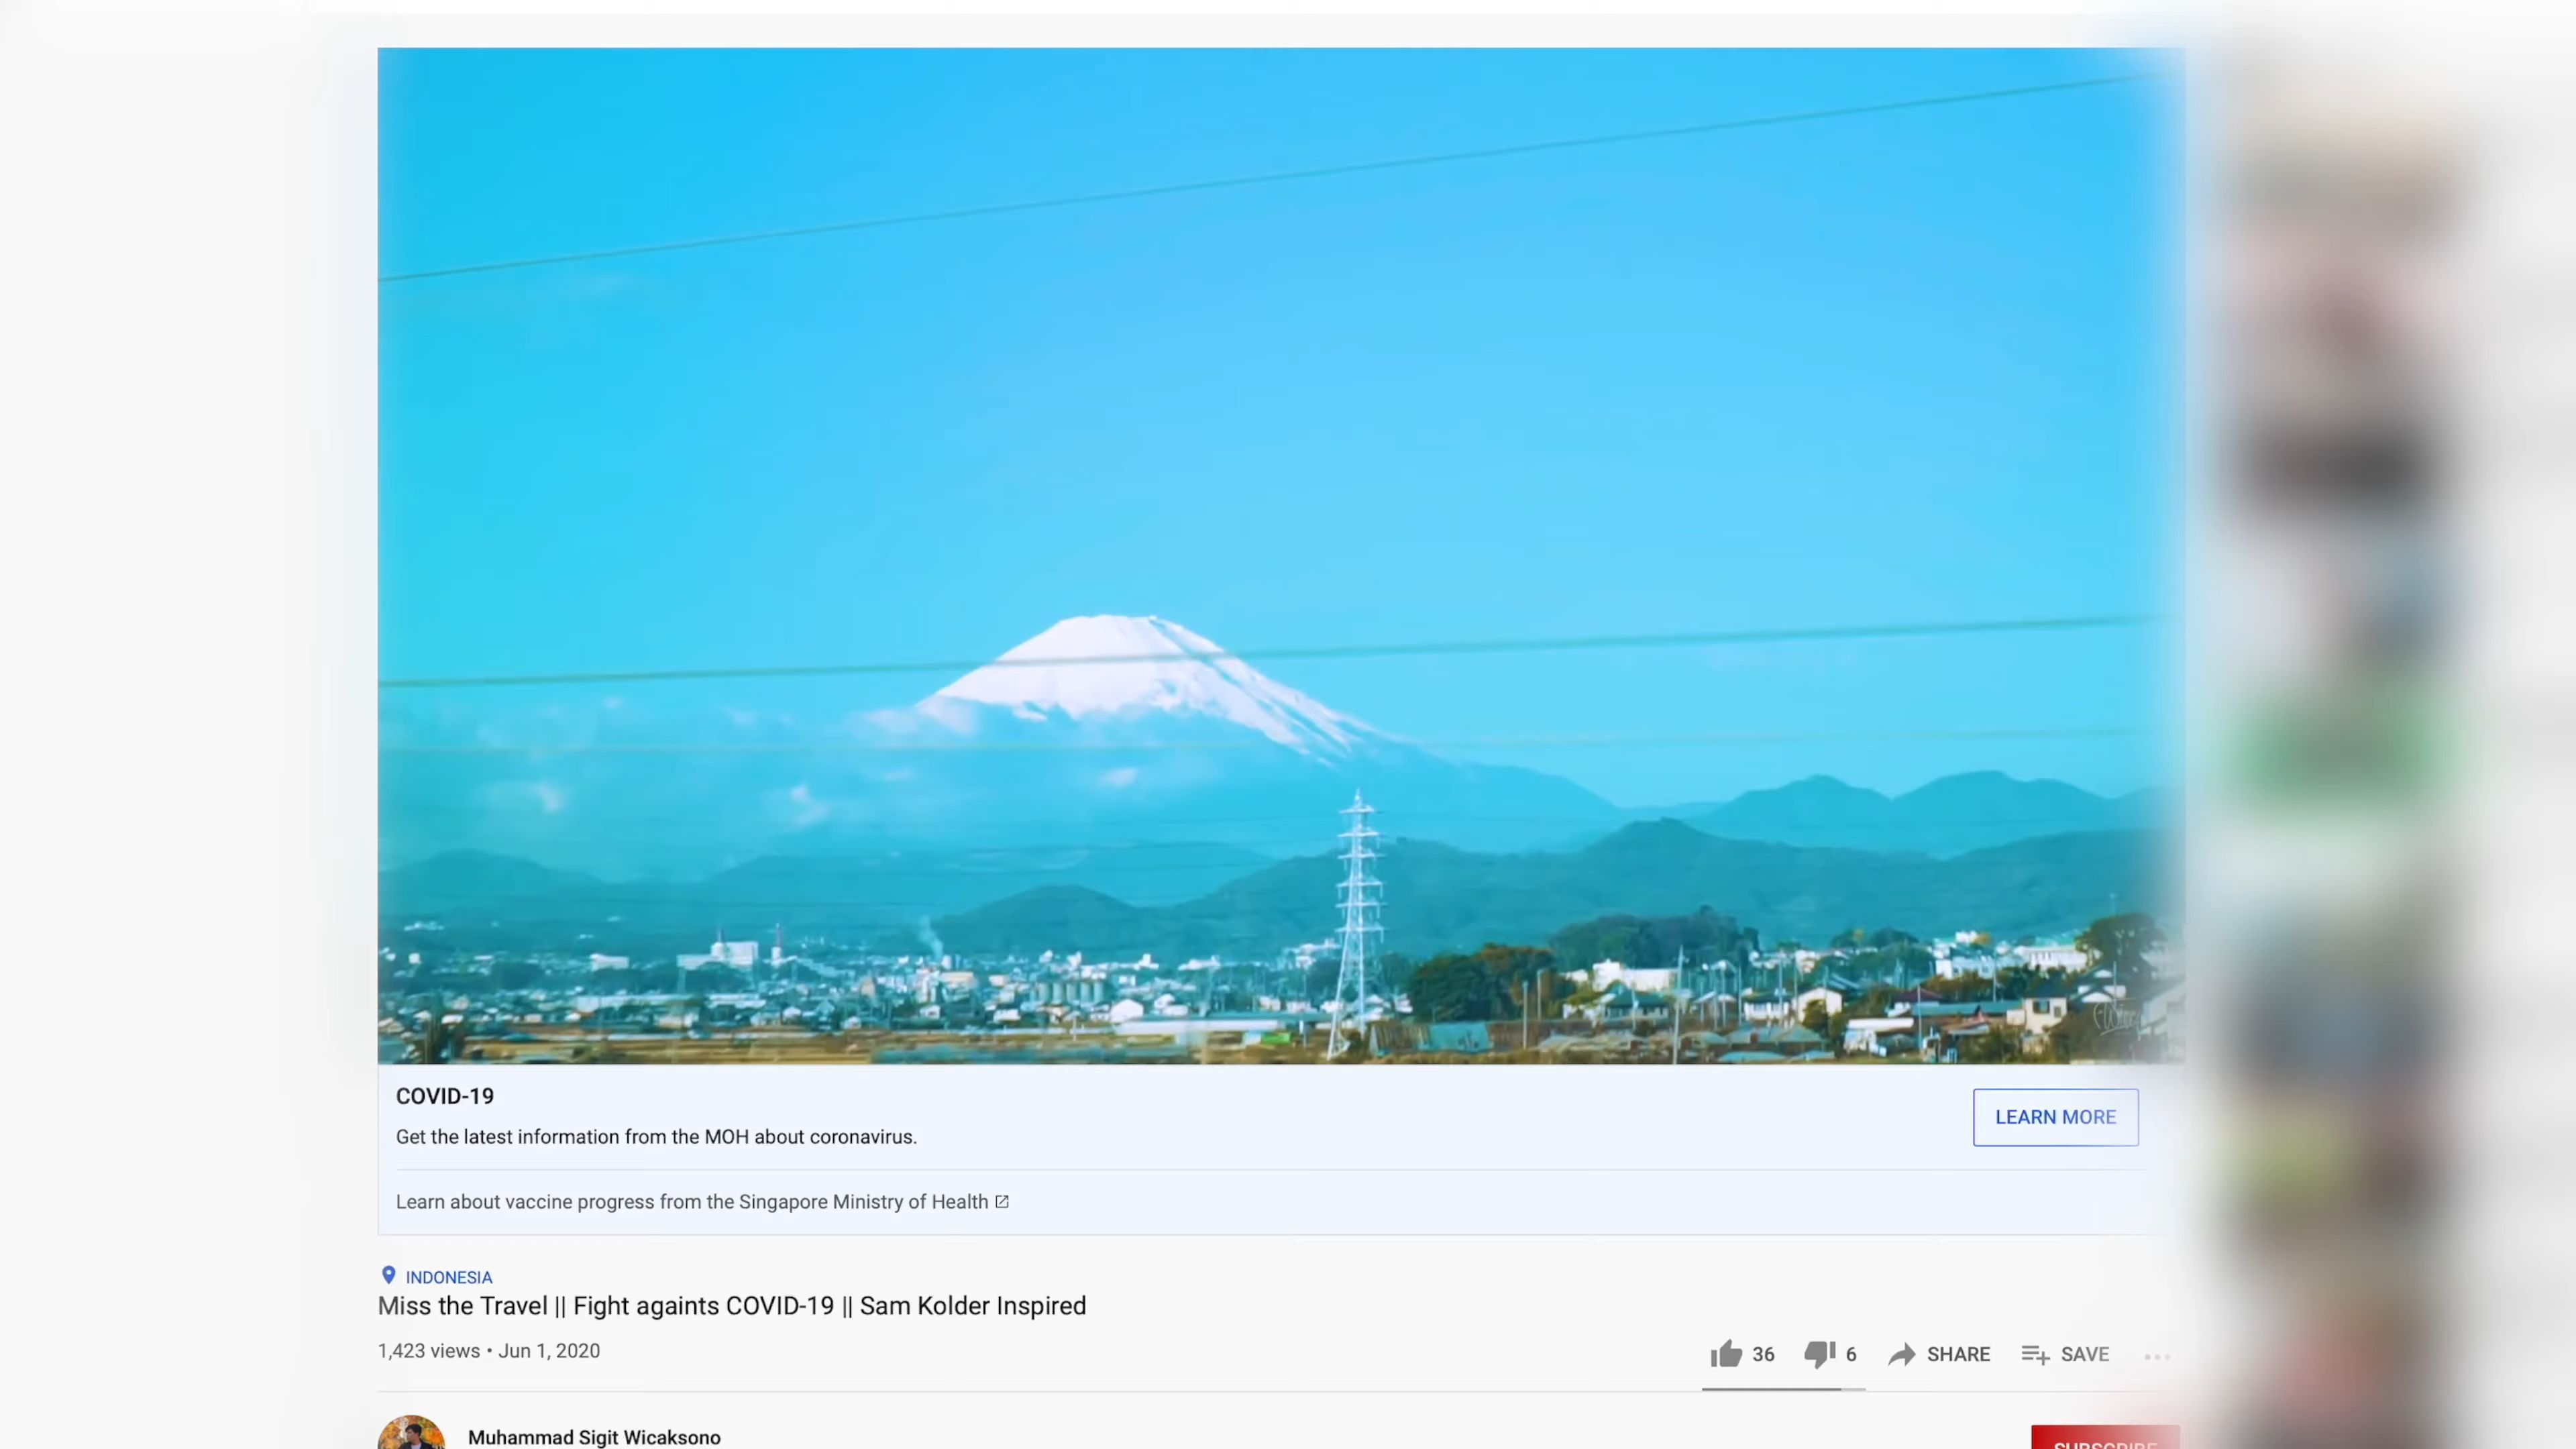 COVID-19
Get the latest information from the MOH about coronavirus.
LEARN MORE
Learn about vaccine progress from the Singapore Ministry of Health
INDONESIA
Miss the Travel || Fight againts COVID-19 || Sam Kolder Inspired
1,423 views • Jun 1, 2020
36 6 SHARE SAVE
Muhammad Sigit Wicaksono
SUBSCRIBE